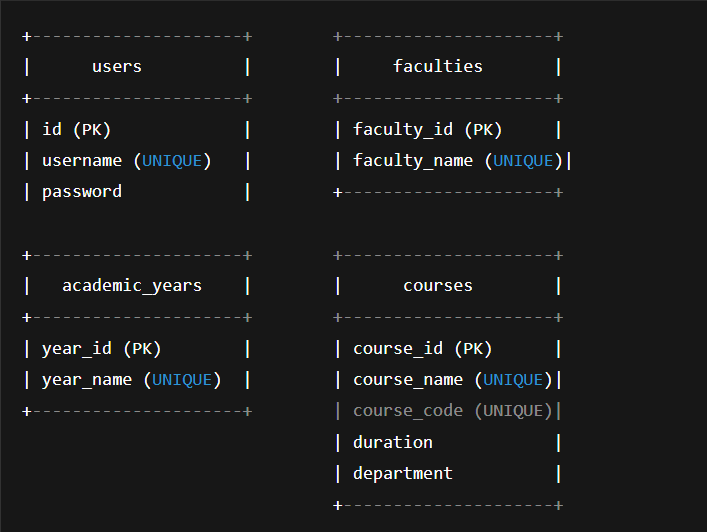 +---------------------+        +---------------------+
|      users          |        |     faculties       |
+---------------------+        +---------------------+
| id (PK)             |        | faculty_id (PK)     |
| username (UNIQUE)   |        | faculty_name (UNIQUE)|
| password            |        +---------------------+

+---------------------+        +---------------------+
|   academic_years    |        |      courses        |
+---------------------+        +---------------------+
| year_id (PK)        |        | course_id (PK)      |
| year_name (UNIQUE)  |        | course_name (UNIQUE)|
+---------------------+        | course_code (UNIQUE)|
                               | duration            |
                               | department          |
                               +---------------------+